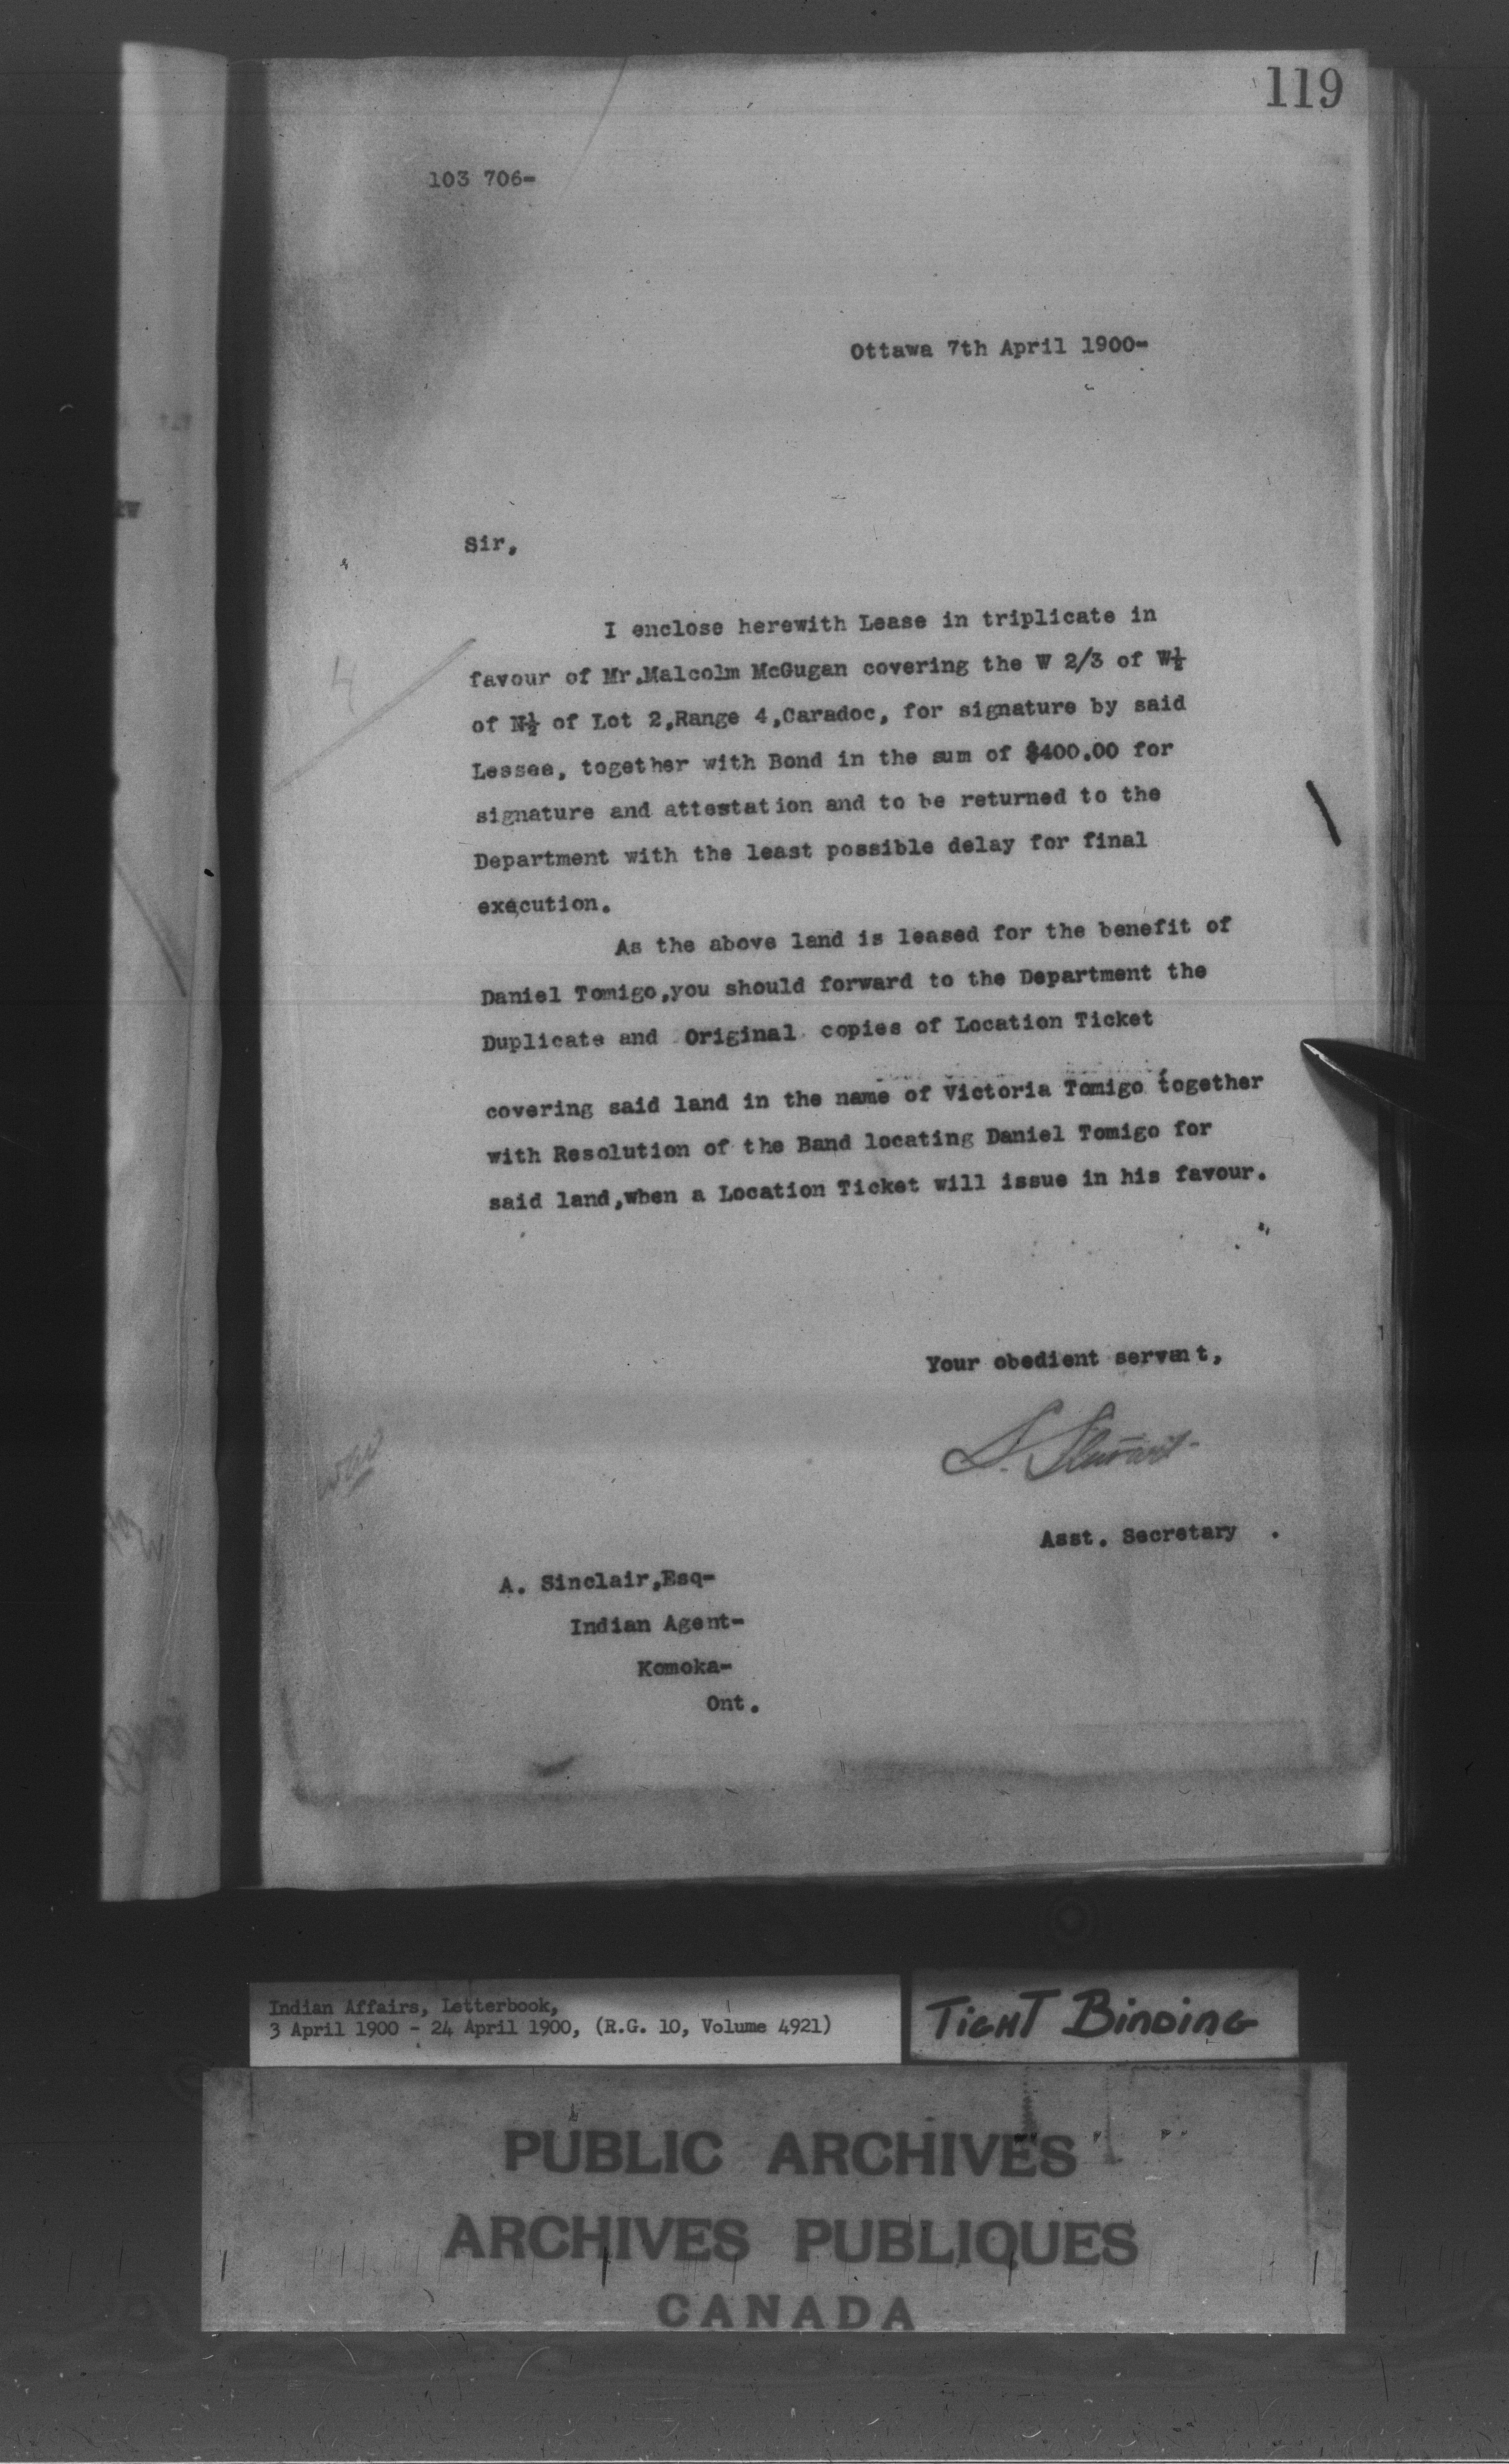 119
103 706-
Ottawa 7th April 1900-
Sir,
I enclose herewith Lease in triplicate in
favour of Mr.Malcolm McGugan covering the W 2/3 of W½
of N½ of Lot 2,Range 4,Caradoc, for signature by said
Lessee, together with Bond in the sum of $400.00 for
signature and attestation and to be returned to the
Department with the least possible delay for final
execution.
As the above land is leased for the benefit of
Daniel Tomigo,you should forward to the Department the
Duplicate and Original copies of Location Ticket
covering said land in the name of Victoria Tomigo together
with Resolution of the Band locating Daniel Tomigo for
said land,when a Location Ticket will issue in his favour.
Your obedient servant,
S. Stewart
Asst. Secretary .
A. Sinclair,Esq-
Indian Agent-
Komoka-
Ont.
Indian Affairs, Letterbook,
3 April 1900 - 24 April 1900, (R.G. 10, Volume 4921)
TIGHT BINDING
PUBLIC ARCHIVES
ARCHIVES PUBLIQUES
CANADA